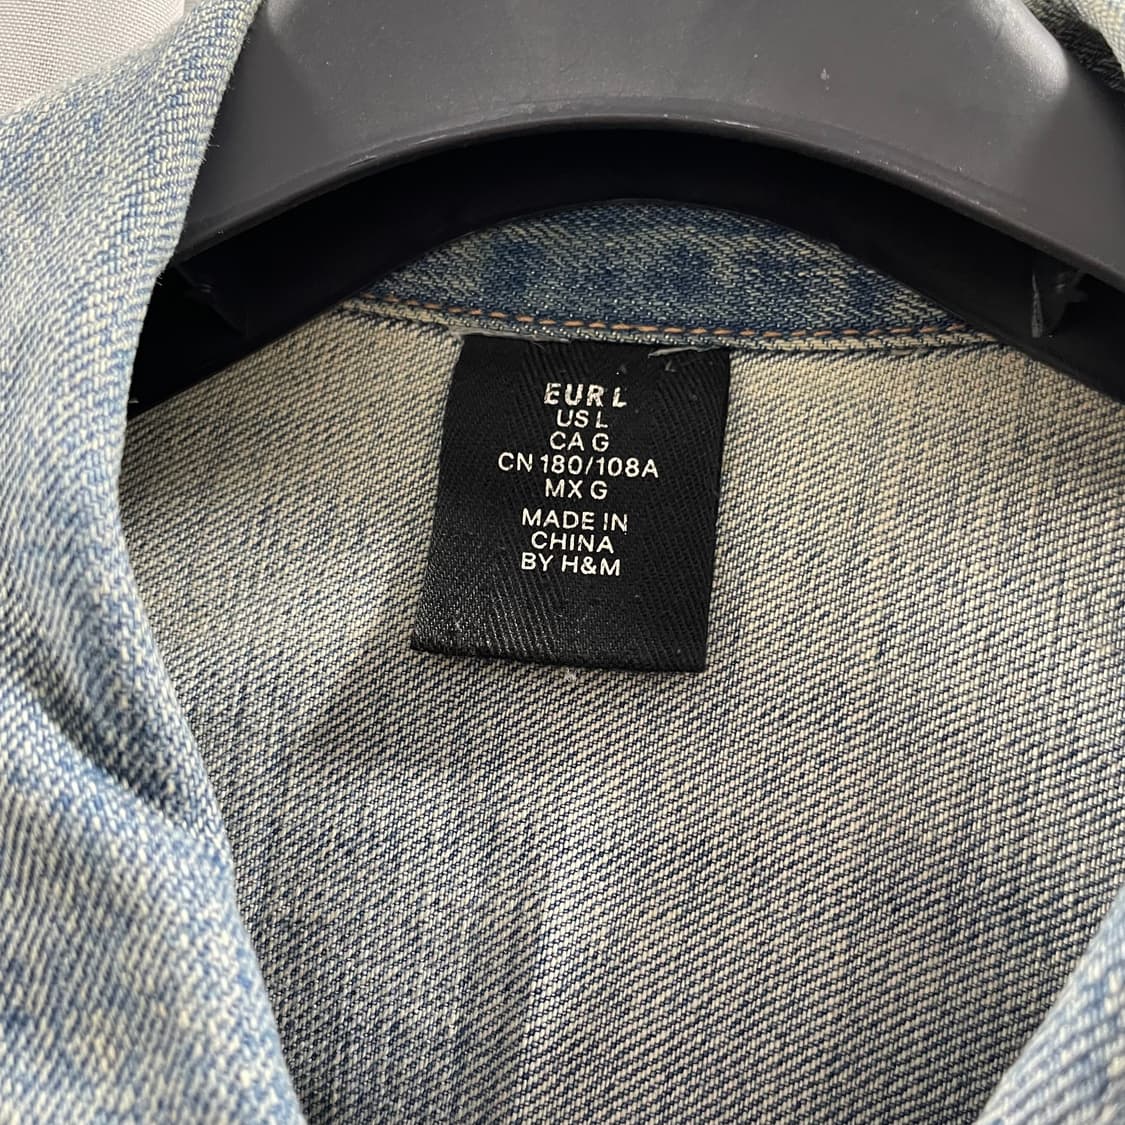 EUR L
US L
CA G
CN 180/108A
MX G
MADE IN
CHINA
BY H&M